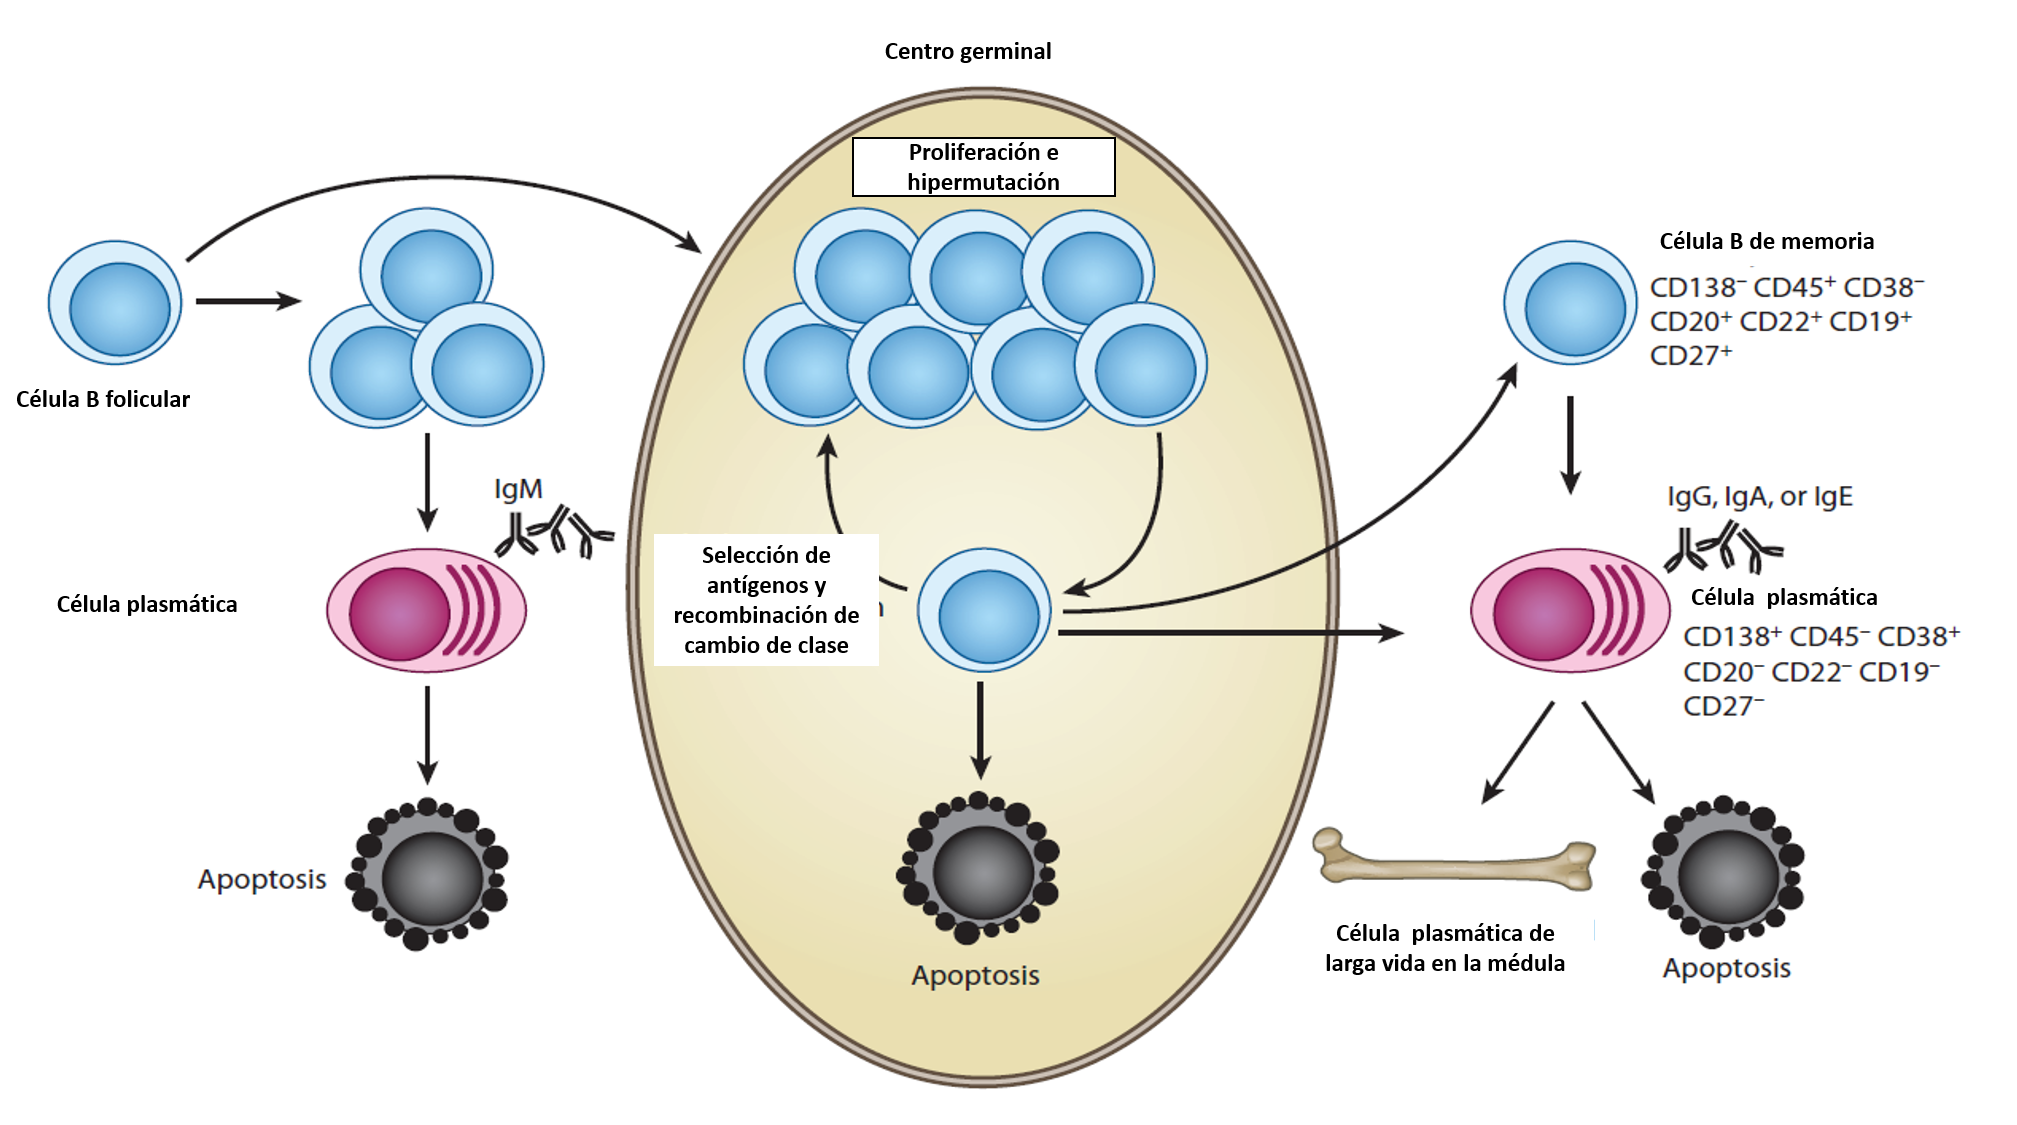 Centro germinal
Proliferación e
hipermutación
Célula B folicular
IgM
Célula plasmática
Apoptosis
Selección de
antígenos y
recombinación de
cambio de clase
Apoptosis
Célula B de memoria
CD138⁻ CD45⁺ CD38⁻
CD20⁺ CD22⁺ CD19⁺
CD27⁺
IgG, IgA, or IgE
Célula plasmática
CD138⁺ CD45⁻ CD38⁺
CD20⁻ CD22⁻ CD19⁻
CD27⁻
Célula plasmática de
larga vida en la médula
Apoptosis